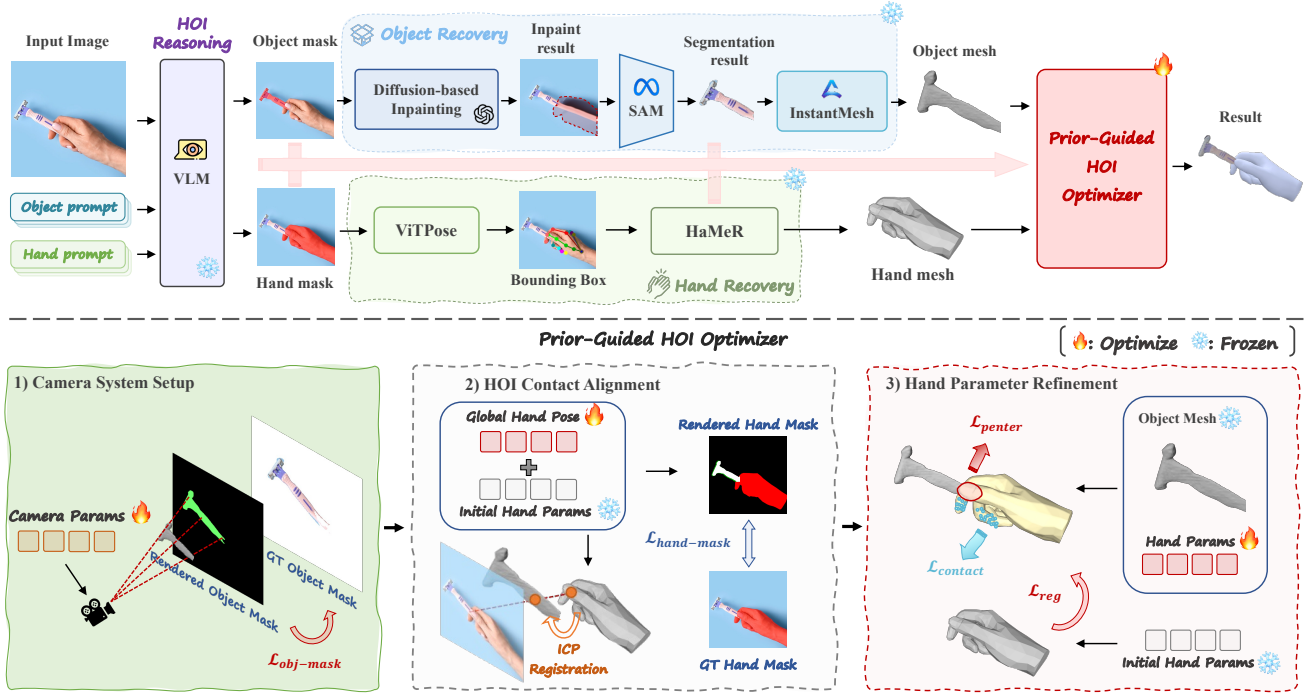 Input Image
HOI
Reasoning
VLM
Object prompt
Hand prompt
Object mask
Hand mask
Object Recovery
Diffusion-based
Inpainting
Inpaint
result
SAM
Segmentation
result
InstantMesh
Object mesh
ViTPose
Bounding Box
HaMeR
Hand Recovery
Hand mesh
Prior-Guided
HOI
Optimizer
Result
Prior-Guided HOI Optimizer
: Optimize
: Frozen
1) Camera System Setup
Camera Params
Rendered Object Mask
GT Object Mask
ℒobj−mask
2) HOI Contact Alignment
Global Hand Pose
Initial Hand Params
Rendered Hand Mask
ℒhand−mask
GT Hand Mask
ICP
Registration
3) Hand Parameter Refinement
ℒpenter
ℒcontact
ℒreg
Object Mesh
Hand Params
Initial Hand Params